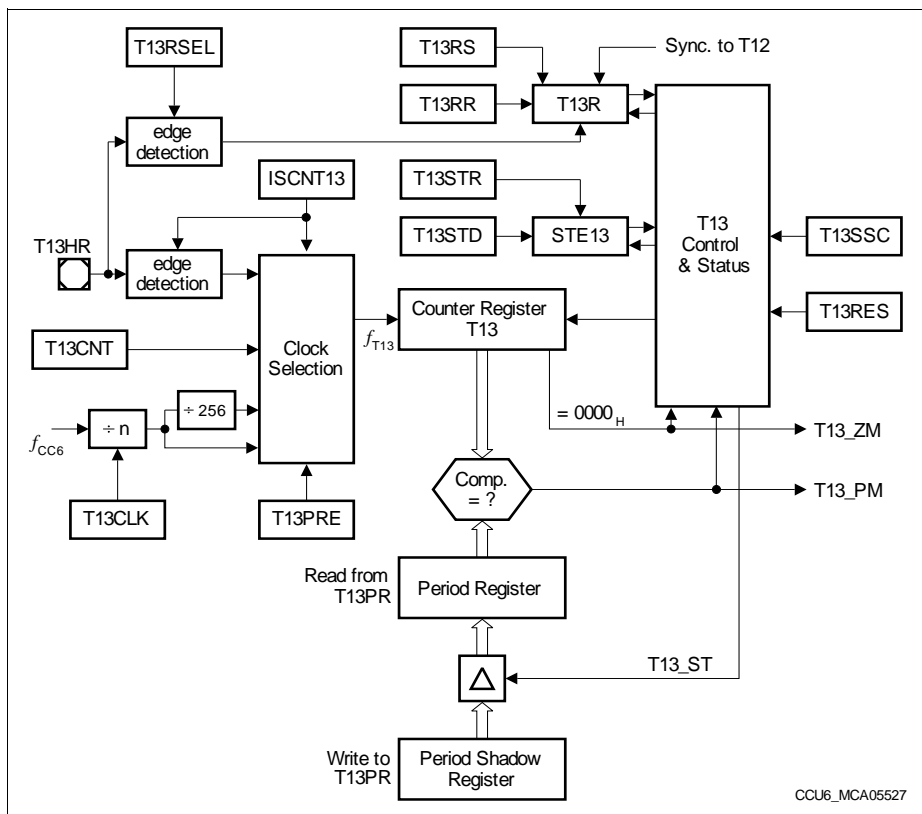 T13RSEL
T13RS
Sync. to T12
T13RR
T13R
edge
detection
ISCNT13
T13STR
T13STD
STE13
T13
Control
& Status
T13SSC
T13HR
edge
detection
T13RES
Counter Register
T13
fT13
T13CNT
Clock
Selection
÷ 256
= 0000H
T13_ZM
fCC6
÷ n
Comp.
= ?
T13_PM
T13CLK
T13PRE
Read from
T13PR
Period Register
T13_ST
Write to
T13PR
Period Shadow
Register
CCU6_MCA05527